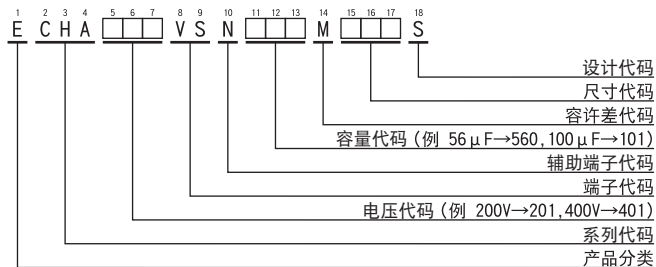 1 2 3 4 5 6 7 8 9 10 11 12 13 14 15 16 17 18
E CHA VS N M S
设计代码
尺寸代码
容许差代码
容量代码（例 56μF→560,100μF→101）
辅助端子代码
端子代码
电压代码（例 200V→201,400V→401）
系列代码
产品分类